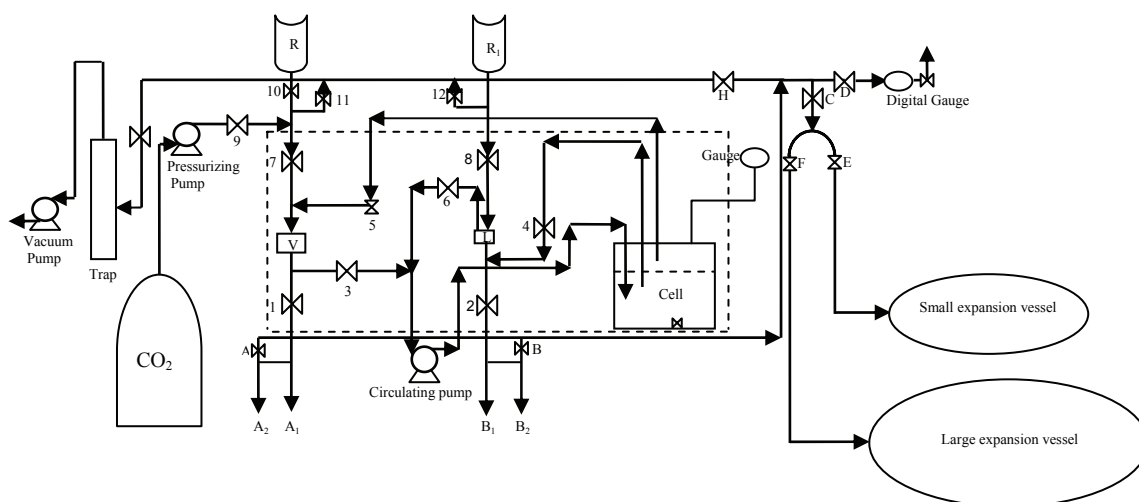 R
R1
10
11
12
H
C
D
Digital Gauge
9
Pressurizing
Pump
7
8
Gauge
F
E
6
5
4
V
L
Vacuum
Pump
Trap
3
Cell
1
2
Small expansion vessel
A
B
CO2
Circulating pump
A2
A1
B1
B2
Large expansion vessel